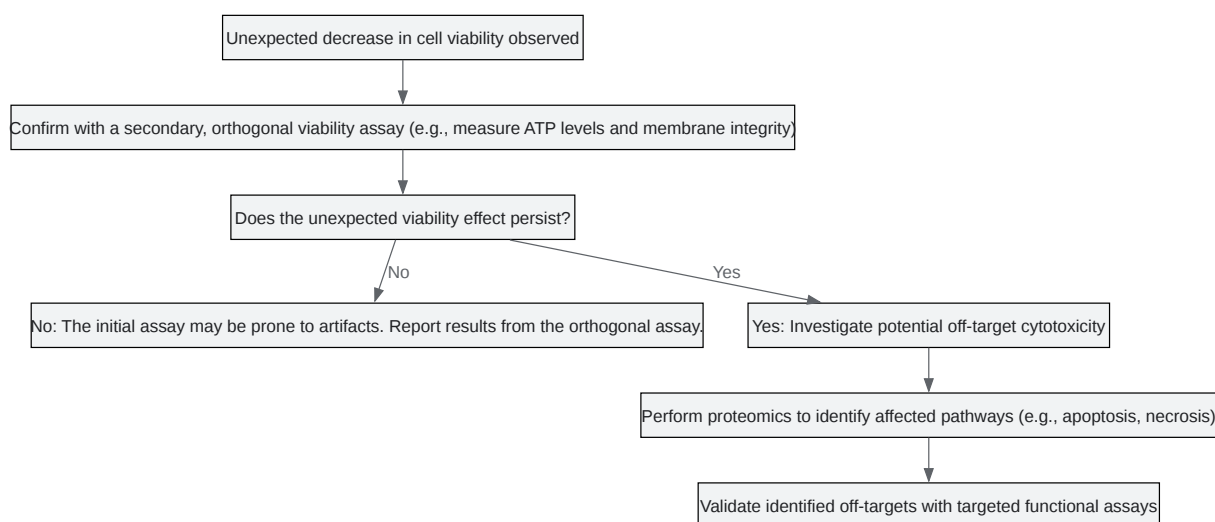 Unexpected decrease in cell viability observed
Confirm with a secondary, orthogonal viability assay (e.g., measure ATP levels and membrane integrity)
Does the unexpected viability effect persist?
No
Yes
No: The initial assay may be prone to artifacts. Report results from the orthogonal assay.
Yes: Investigate potential off-target cytotoxicity
Perform proteomics to identify affected pathways (e.g., apoptosis, necrosis)
Validate identified off-targets with targeted functional assays